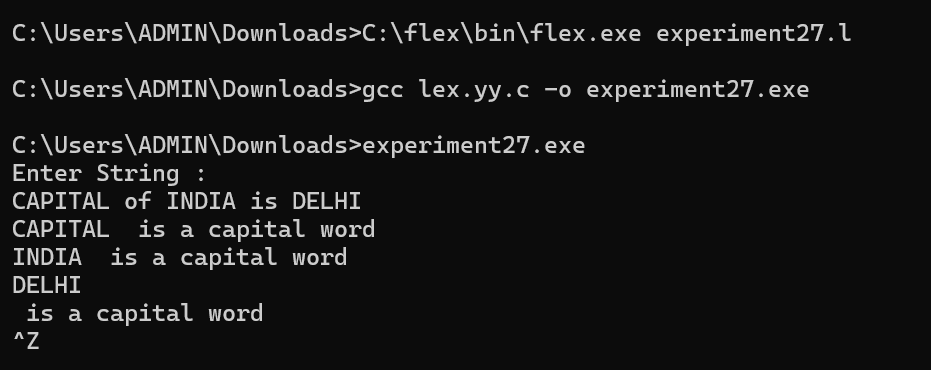 C:\Users\ADMIN\Downloads>C:\flex\bin\flex.exe experiment27.l
C:\Users\ADMIN\Downloads>gcc lex.yy.c -o experiment27.exe
C:\Users\ADMIN\Downloads>experiment27.exe
Enter String :
CAPITAL of INDIA is DELHI
CAPITAL  is a capital word
INDIA  is a capital word
DELHI
 is a capital word
^Z